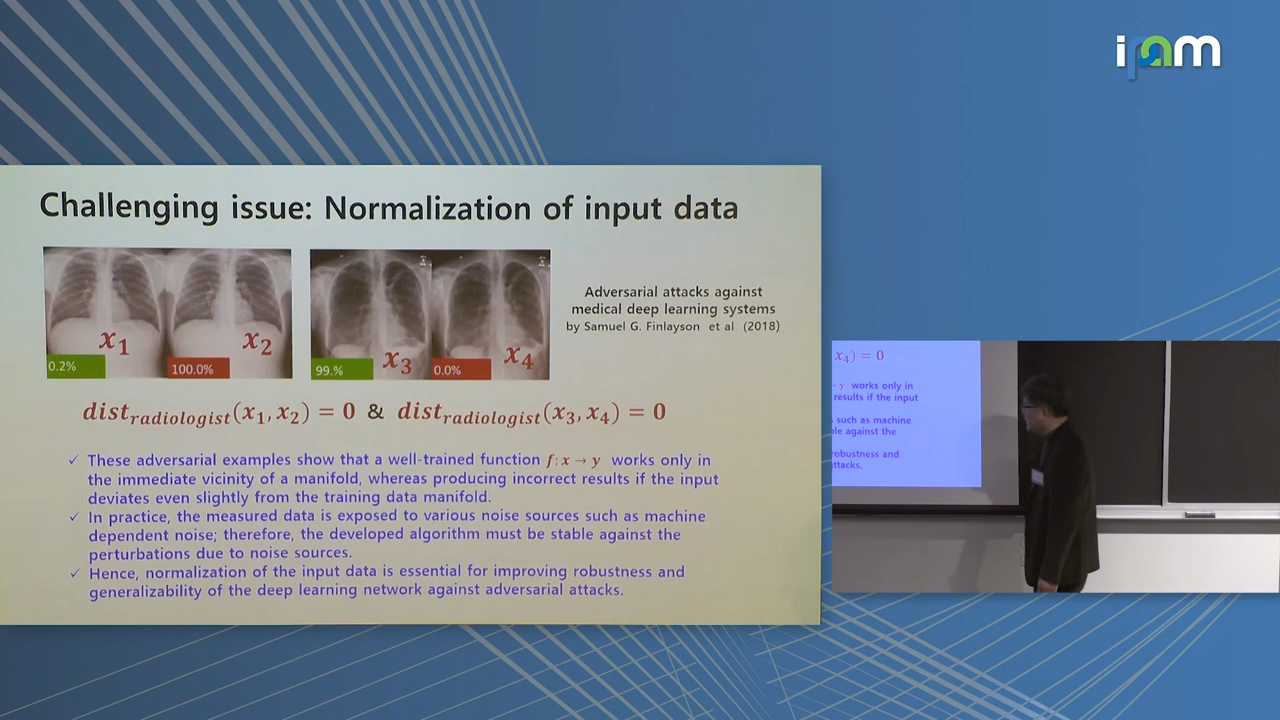 ipam
Challenging issue: Normalization of input data
x1
x2
x3
x4
0.2%
100.0%
99.%
0.0%
Adversarial attacks against
medical deep learning systems
by Samuel G. Finlayson et al (2018)
dist_radiologist(x1, x2) = 0 & dist_radiologist(x3, x4) = 0
✓ These adversarial examples show that a well-trained function f: x → y works only in
the immediate vicinity of a manifold, whereas producing incorrect results if the input
deviates even slightly from the training data manifold.
✓ In practice, the measured data is exposed to various noise sources such as machine
dependent noise; therefore, the developed algorithm must be stable against the
perturbations due to noise sources.
✓ Hence, normalization of the input data is essential for improving robustness and
generalizability of the deep learning network against adversarial attacks.
x4) = 0
y works only in
results if the input
such as machine
against the
robustness and
attacks.